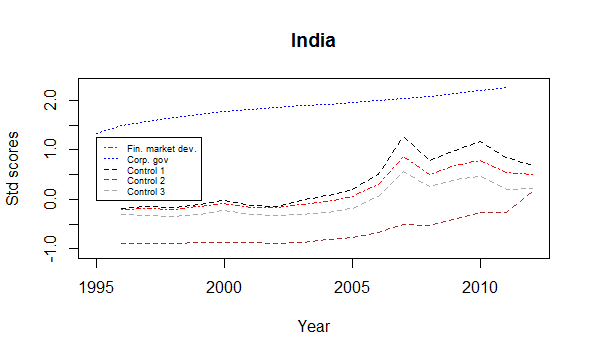 India
Std scores
2.0
1.0
0.0
-1.0
Fin. market dev.
Corp. gov
Control 1
Control 2
Control 3
1995 2000 2005 2010
Year